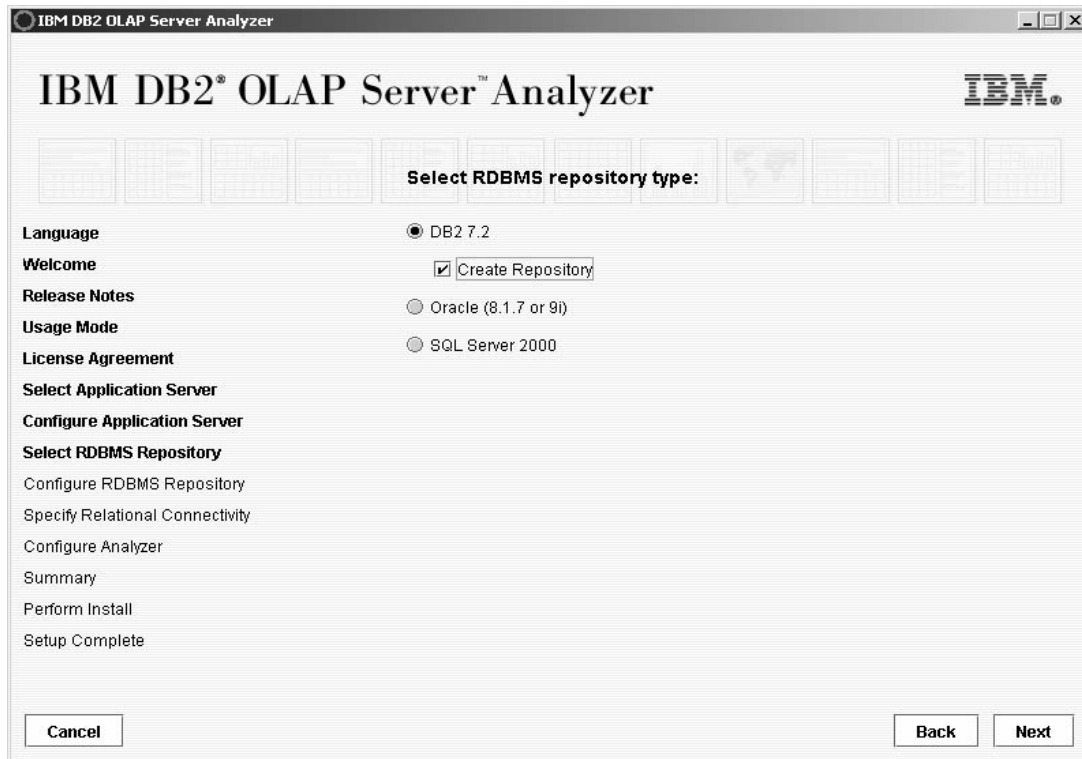 IBM DB2 OLAP Server Analyzer
IBM DB2® OLAP Server™ Analyzer
IBM®
Select RDBMS repository type:
Language
Welcome
Release Notes
Usage Mode
License Agreement
Select Application Server
Configure Application Server
Select RDBMS Repository
Configure RDBMS Repository
Specify Relational Connectivity
Configure Analyzer
Summary
Perform Install
Setup Complete
DB2 7.2
Create Repository
Oracle (8.1.7 or 9i)
SQL Server 2000
Cancel
Back
Next